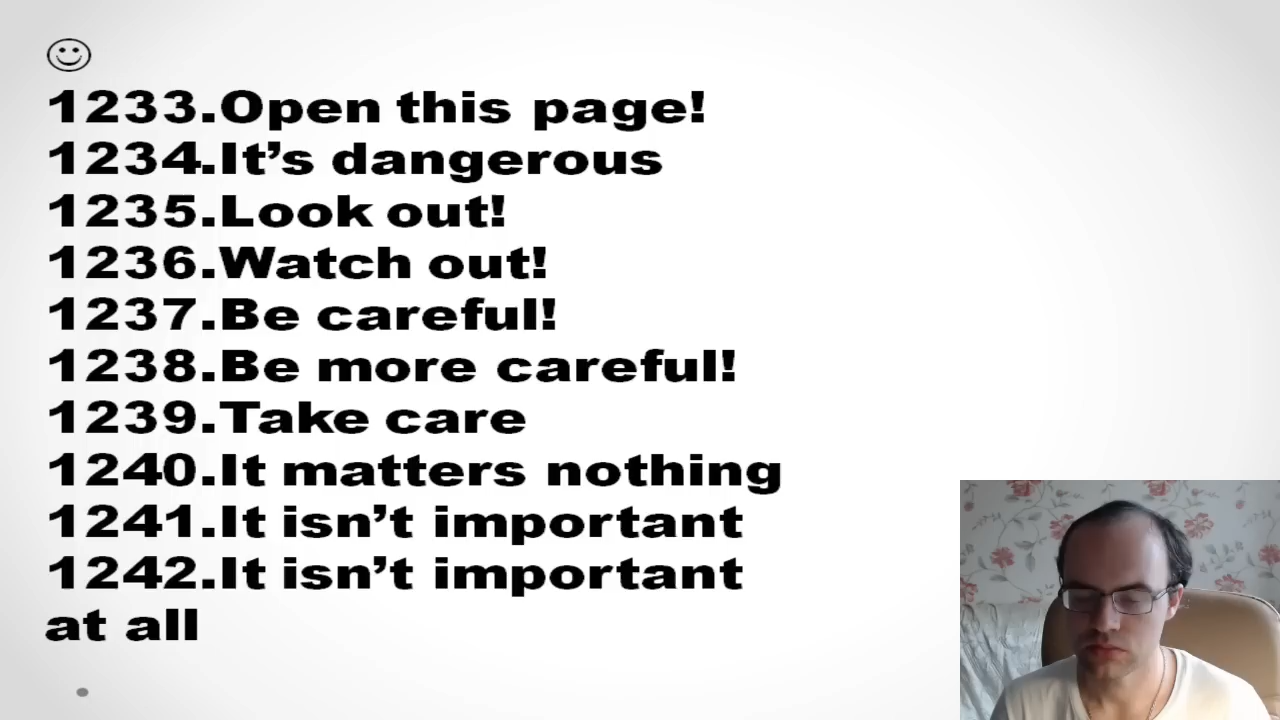 1233.Open this page!
1234.It’s dangerous
1235.Look out!
1236.Watch out!
1237.Be careful!
1238.Be more careful!
1239.Take care
1240.It matters nothing
1241.It isn’t important
1242.It isn’t important
at all